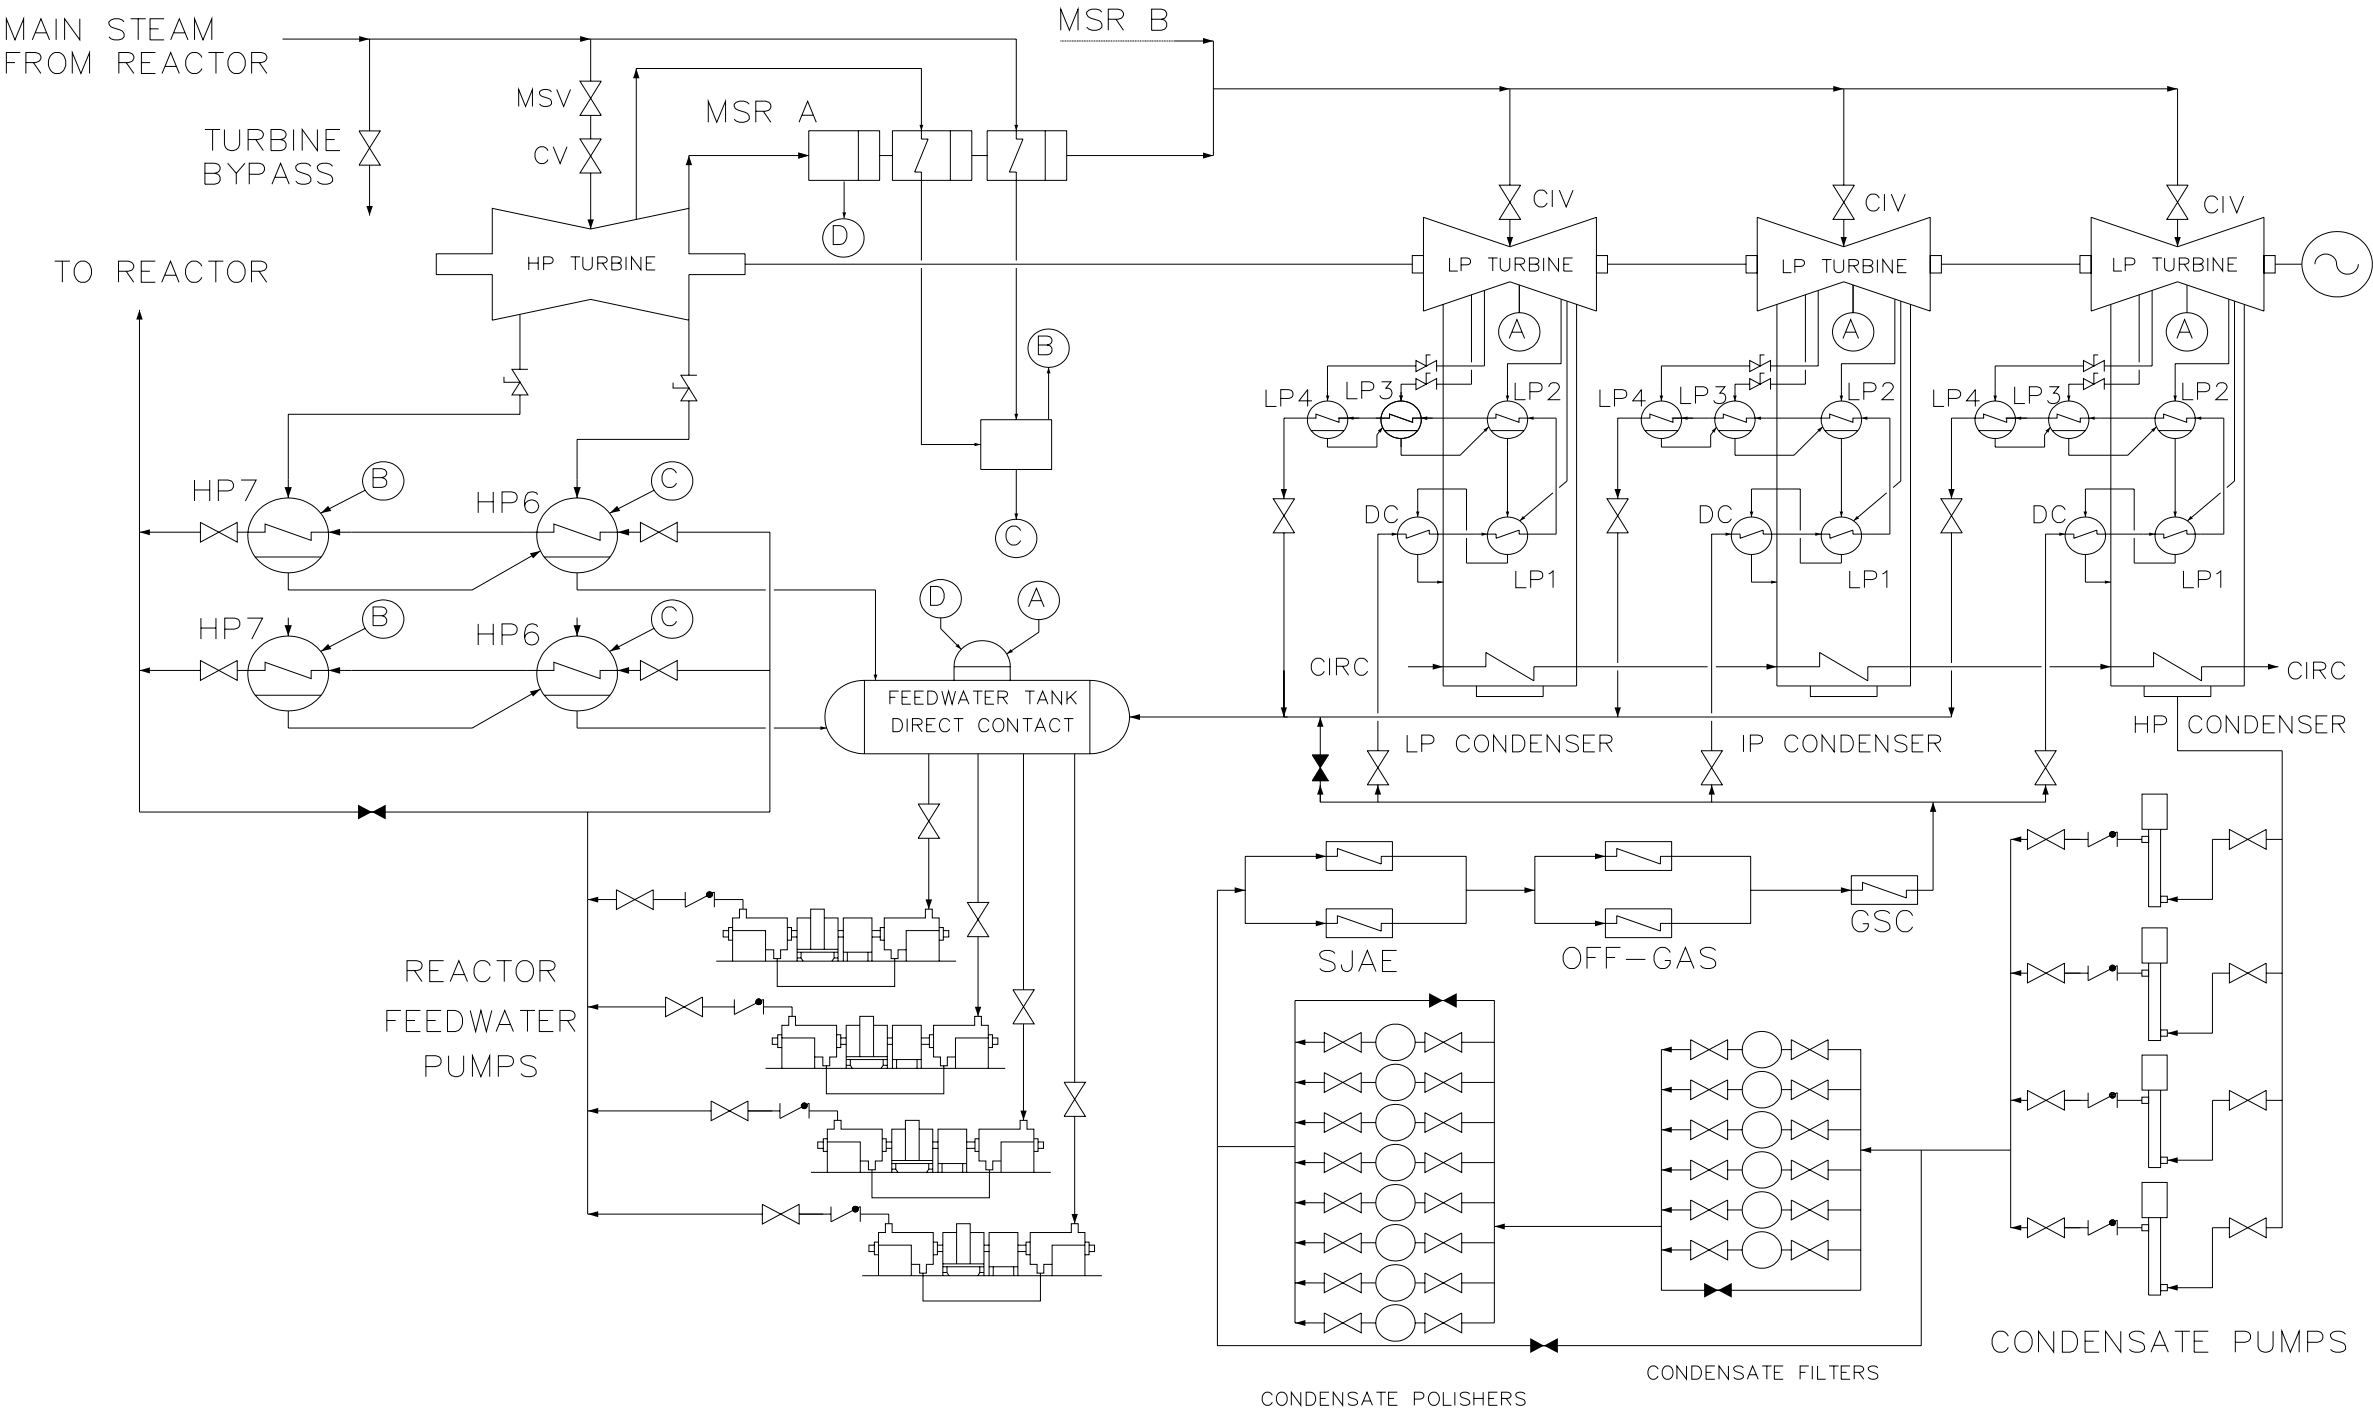 MAIN STEAM
FROM REACTOR
MSR B
MSV
MSR A
TURBINE
BYPASS
CV
D
CIV
CIV
CIV
TO REACTOR
HP TURBINE
LP TURBINE
LP TURBINE
LP TURBINE
A
A
A
B
LP4
LP3
LP2
LP4
LP3
LP2
LP4
LP3
LP2
HP7
B
HP6
C
DC
DC
DC
C
LP1
LP1
LP1
D
A
HP7
B
HP6
C
CIRC
CIRC
FEEDWATER TANK
DIRECT CONTACT
LP CONDENSER
IP CONDENSER
HP CONDENSER
SJAE
OFF-GAS
GSC
REACTOR
FEEDWATER
PUMPS
CONDENSATE PUMPS
CONDENSATE FILTERS
CONDENSATE POLISHERS